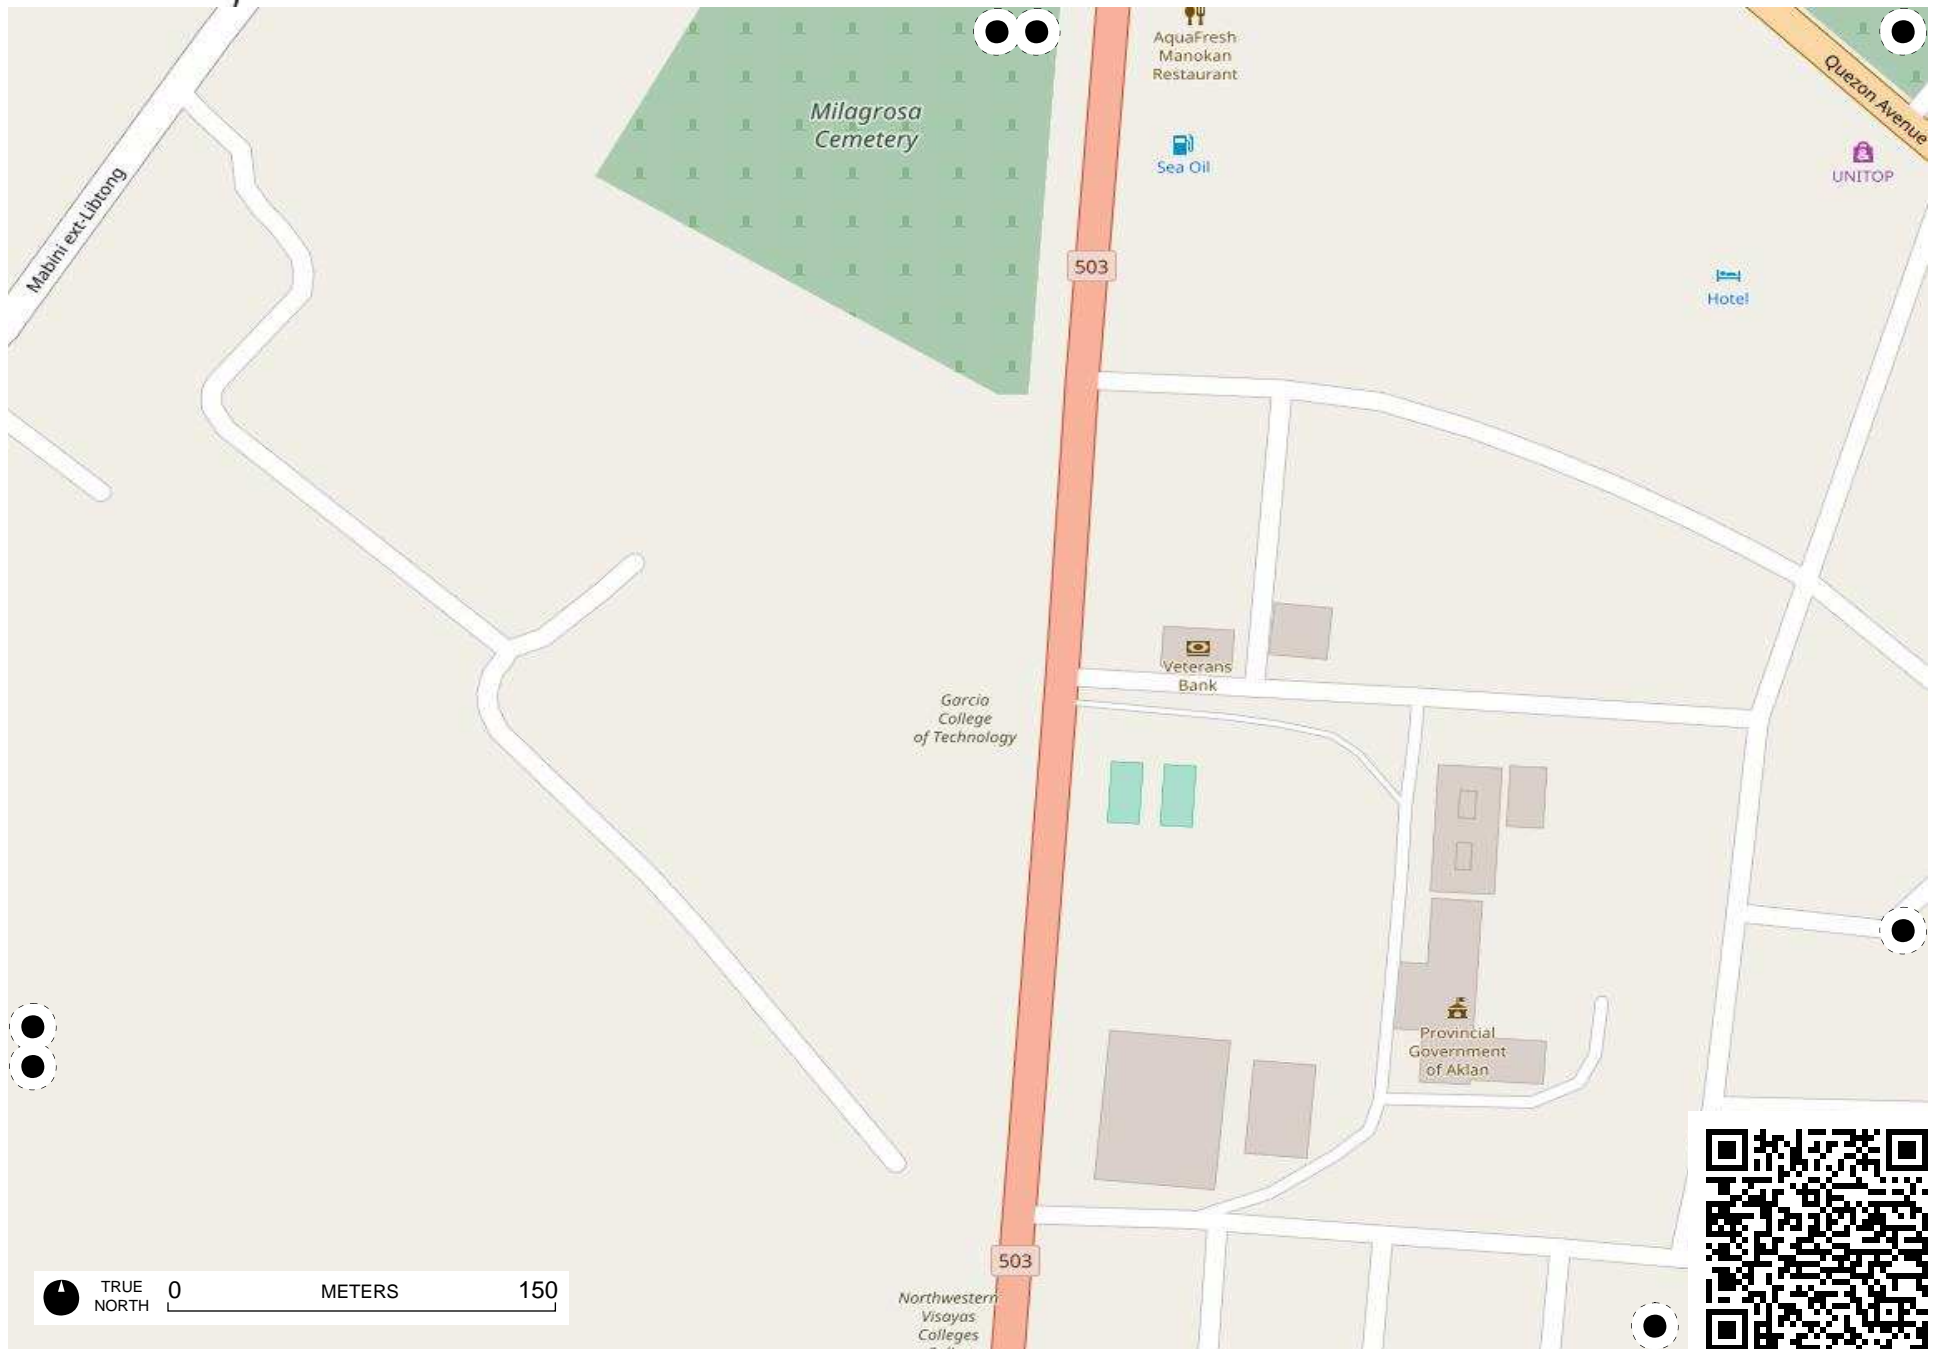 AquaFresh
Manokan
Restaurant
Quezon Avenue
Milagrosa
Cemetery
Sea Oil
UNITOP
Mabini ext-Libtong
503
Hotel
Veterans
Bank
Garcia
College
of Technology
Provincial
Government
of Aklan
503
TRUE
NORTH
0
METERS
150
Northwestern
Visayas
Colleges